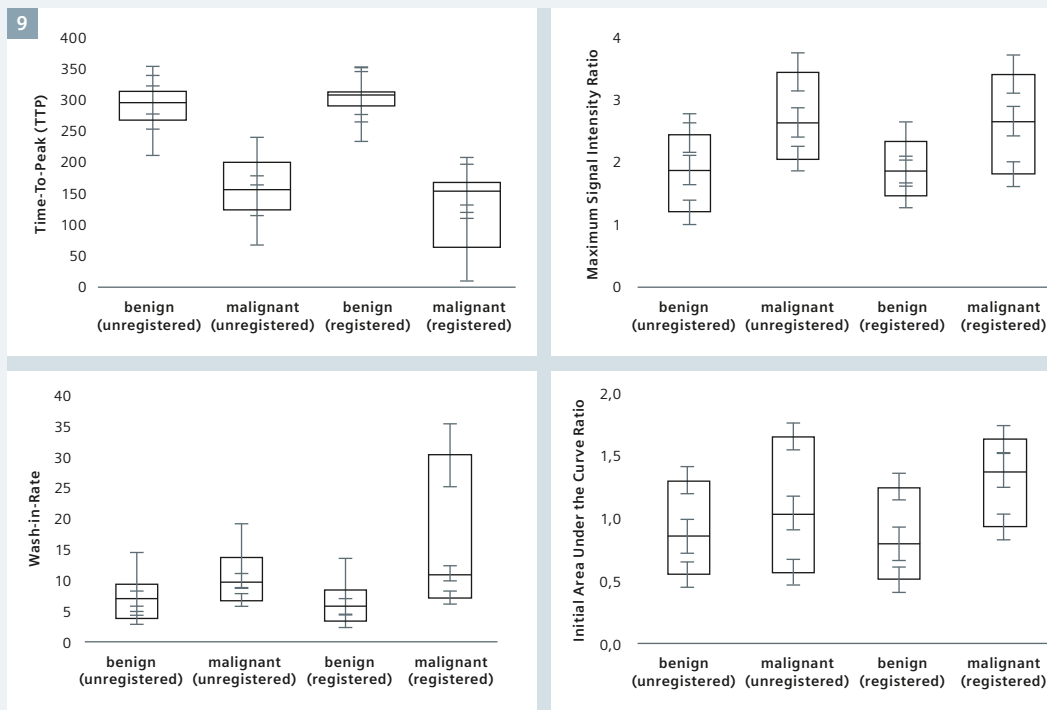 9
Time-To-Peak (TTP)
400
350
300
250
200
150
100
50
0
benign malignant benign malignant
(unregistered) (unregistered) (registered) (registered)
Maximum Signal Intensity Ratio
4
3
2
1
0
benign malignant benign malignant
(unregistered) (unregistered) (registered) (registered)
Wash-in-Rate
40
35
30
25
20
15
10
5
0
benign malignant benign malignant
(unregistered) (unregistered) (registered) (registered)
Initial Area Under the Curve Ratio
2,0
1,5
1,0
0,5
0,0
benign malignant benign malignant
(unregistered) (unregistered) (registered) (registered)